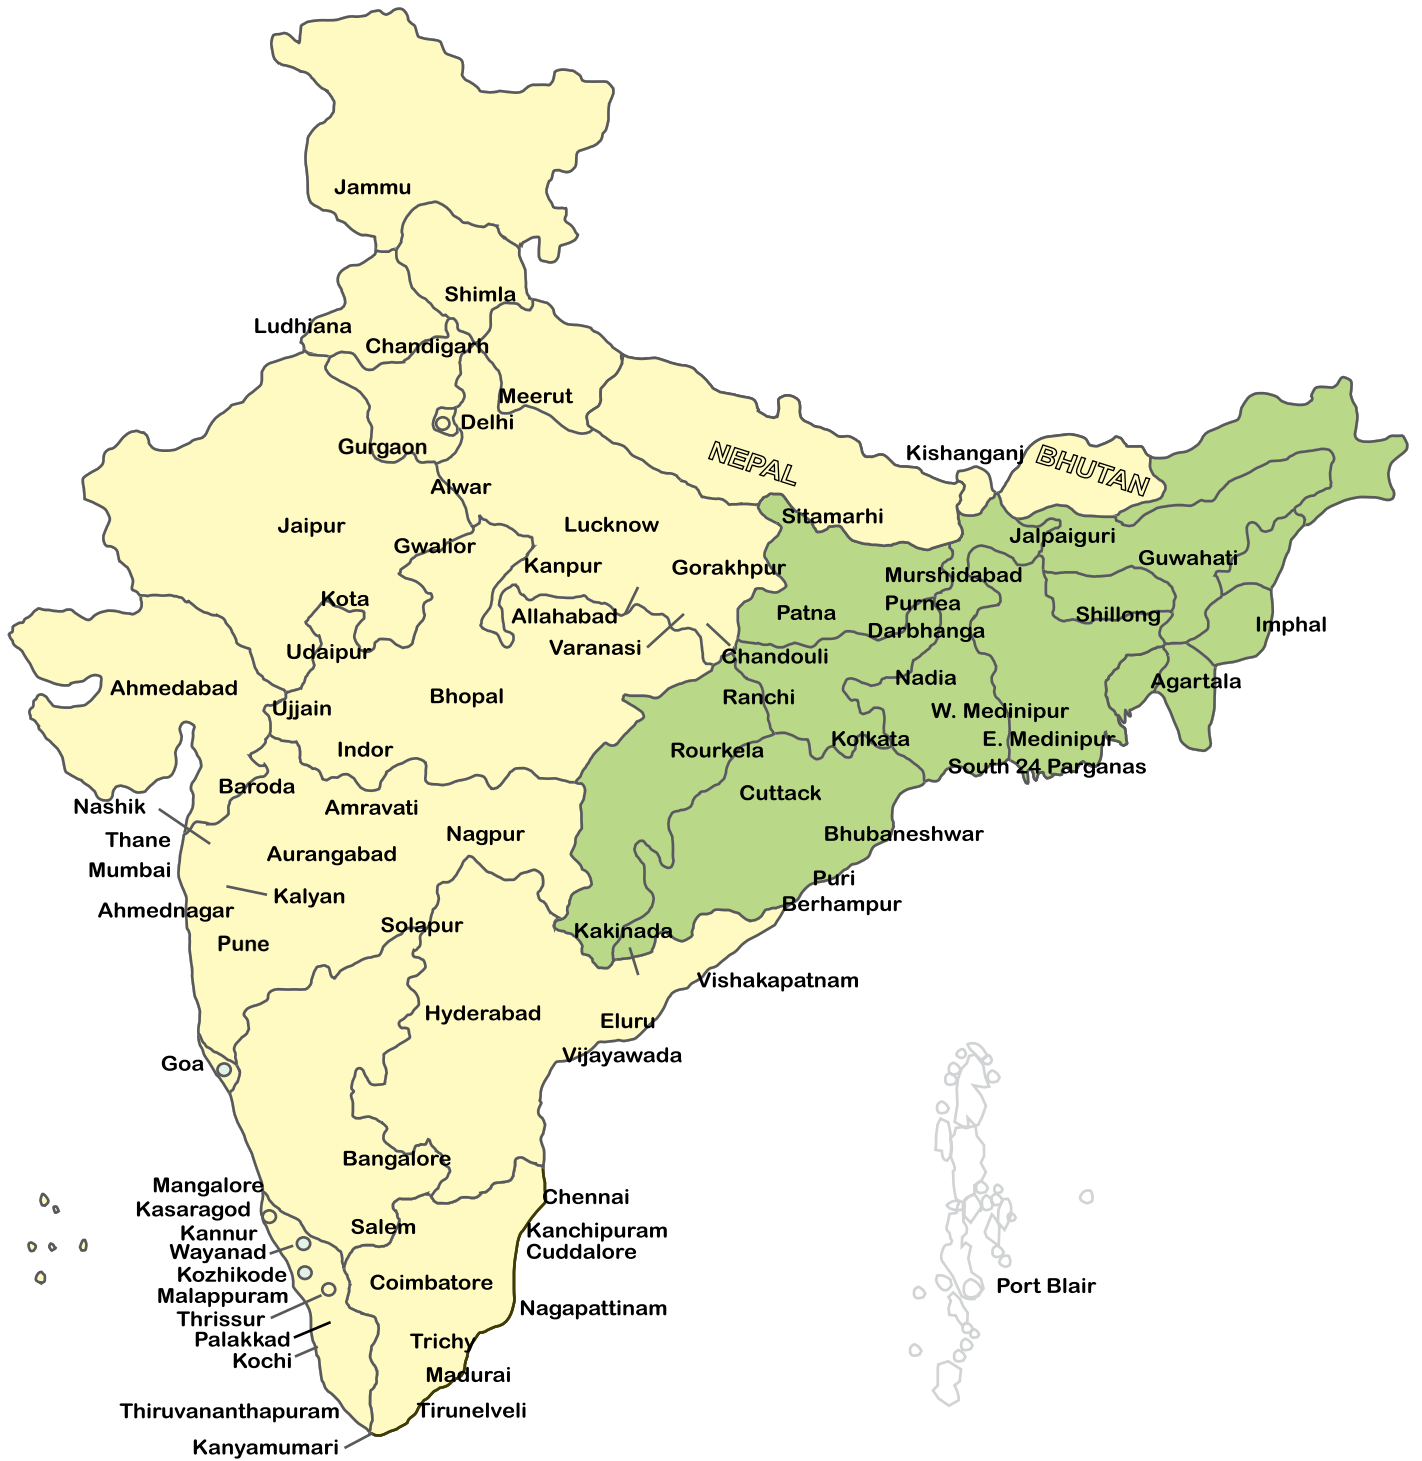 Jammu
Shimla
Ludhiana
Chandigarh
Meerut
Delhi
Gurgaon
NEPAL
Kishanganj
BHUTAN
Alwar
Jaipur
Lucknow
Sitamarhi
Jalpaiguri
Gwalior
Kanpur
Gorakhpur
Guwahati
Murshidabad
Kota
Allahabad
Patna
Purnea
Shillong
Imphal
Darbhanga
Udaipur
Varanasi
Chandouli
Ahmedabad
Bhopal
Ranchi
Nadia
Agartala
Ujjain
W. Medinipur
Indor
Rourkela
Kolkata
E. Medinipur
South 24 Parganas
Baroda
Cuttack
Nashik
Amravati
Thane
Nagpur
Bhubaneshwar
Mumbai
Aurangabad
Puri
Kalyan
Berhampur
Ahmednagar
Solapur
Kakinada
Pune
Vishakapatnam
Hyderabad
Eluru
Goa
Vijayawada
Bangalore
Mangalore
Chennai
Kasaragod
Kannur
Salem
Kanchipuram
Wayanad
Cuddalore
Kozhikode
Coimbatore
Port Blair
Malappuram
Nagapattinam
Thrissur
Palakkad
Trichy
Kochi
Madurai
Thiruvananthapuram
Tirunelveli
Kanyamumari